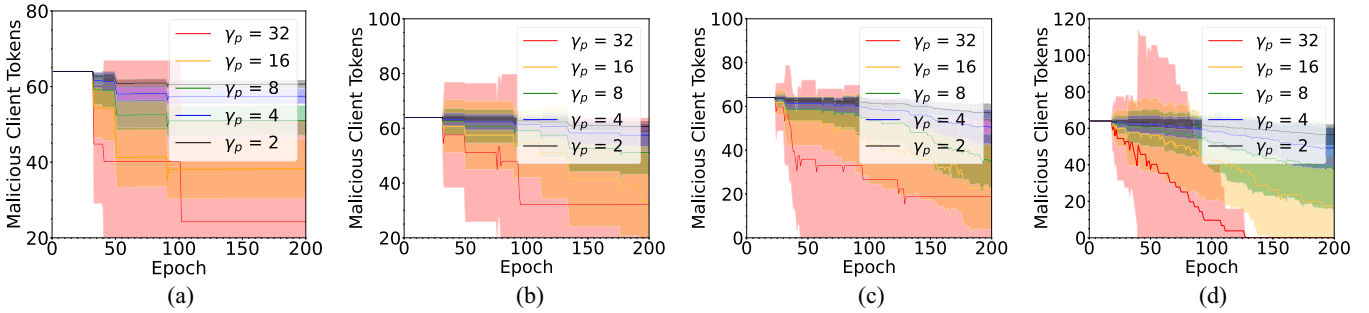 80
60
40
20
0
50
100
150
200
Malicious Client Tokens
Epoch
γp = 32
γp = 16
γp = 8
γp = 4
γp = 2
(a)
100
80
60
40
20
0
50
100
150
200
Malicious Client Tokens
Epoch
γp = 32
γp = 16
γp = 8
γp = 4
γp = 2
(b)
100
80
60
40
20
0
0
50
100
150
200
Malicious Client Tokens
Epoch
γp = 32
γp = 16
γp = 8
γp = 4
γp = 2
(c)
120
100
80
60
40
20
0
0
50
100
150
200
Malicious Client Tokens
Epoch
γp = 32
γp = 16
γp = 8
γp = 4
γp = 2
(d)